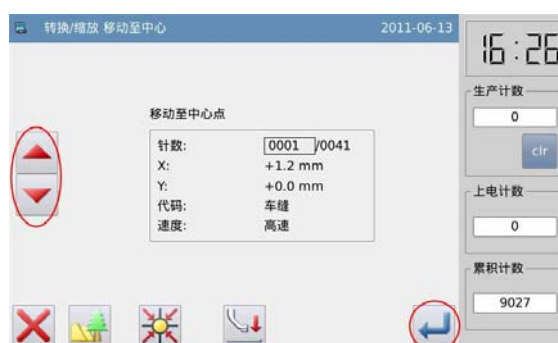 转换/缩放 移动至中心 2011-06-13
16:26
生产计数
0
clr
上电计数
0
累积计数
9027
移动至中心点
针数: 0001 /0041
X: +1.2 mm
Y: +0.0 mm
代码: 车缝
速度: 高速